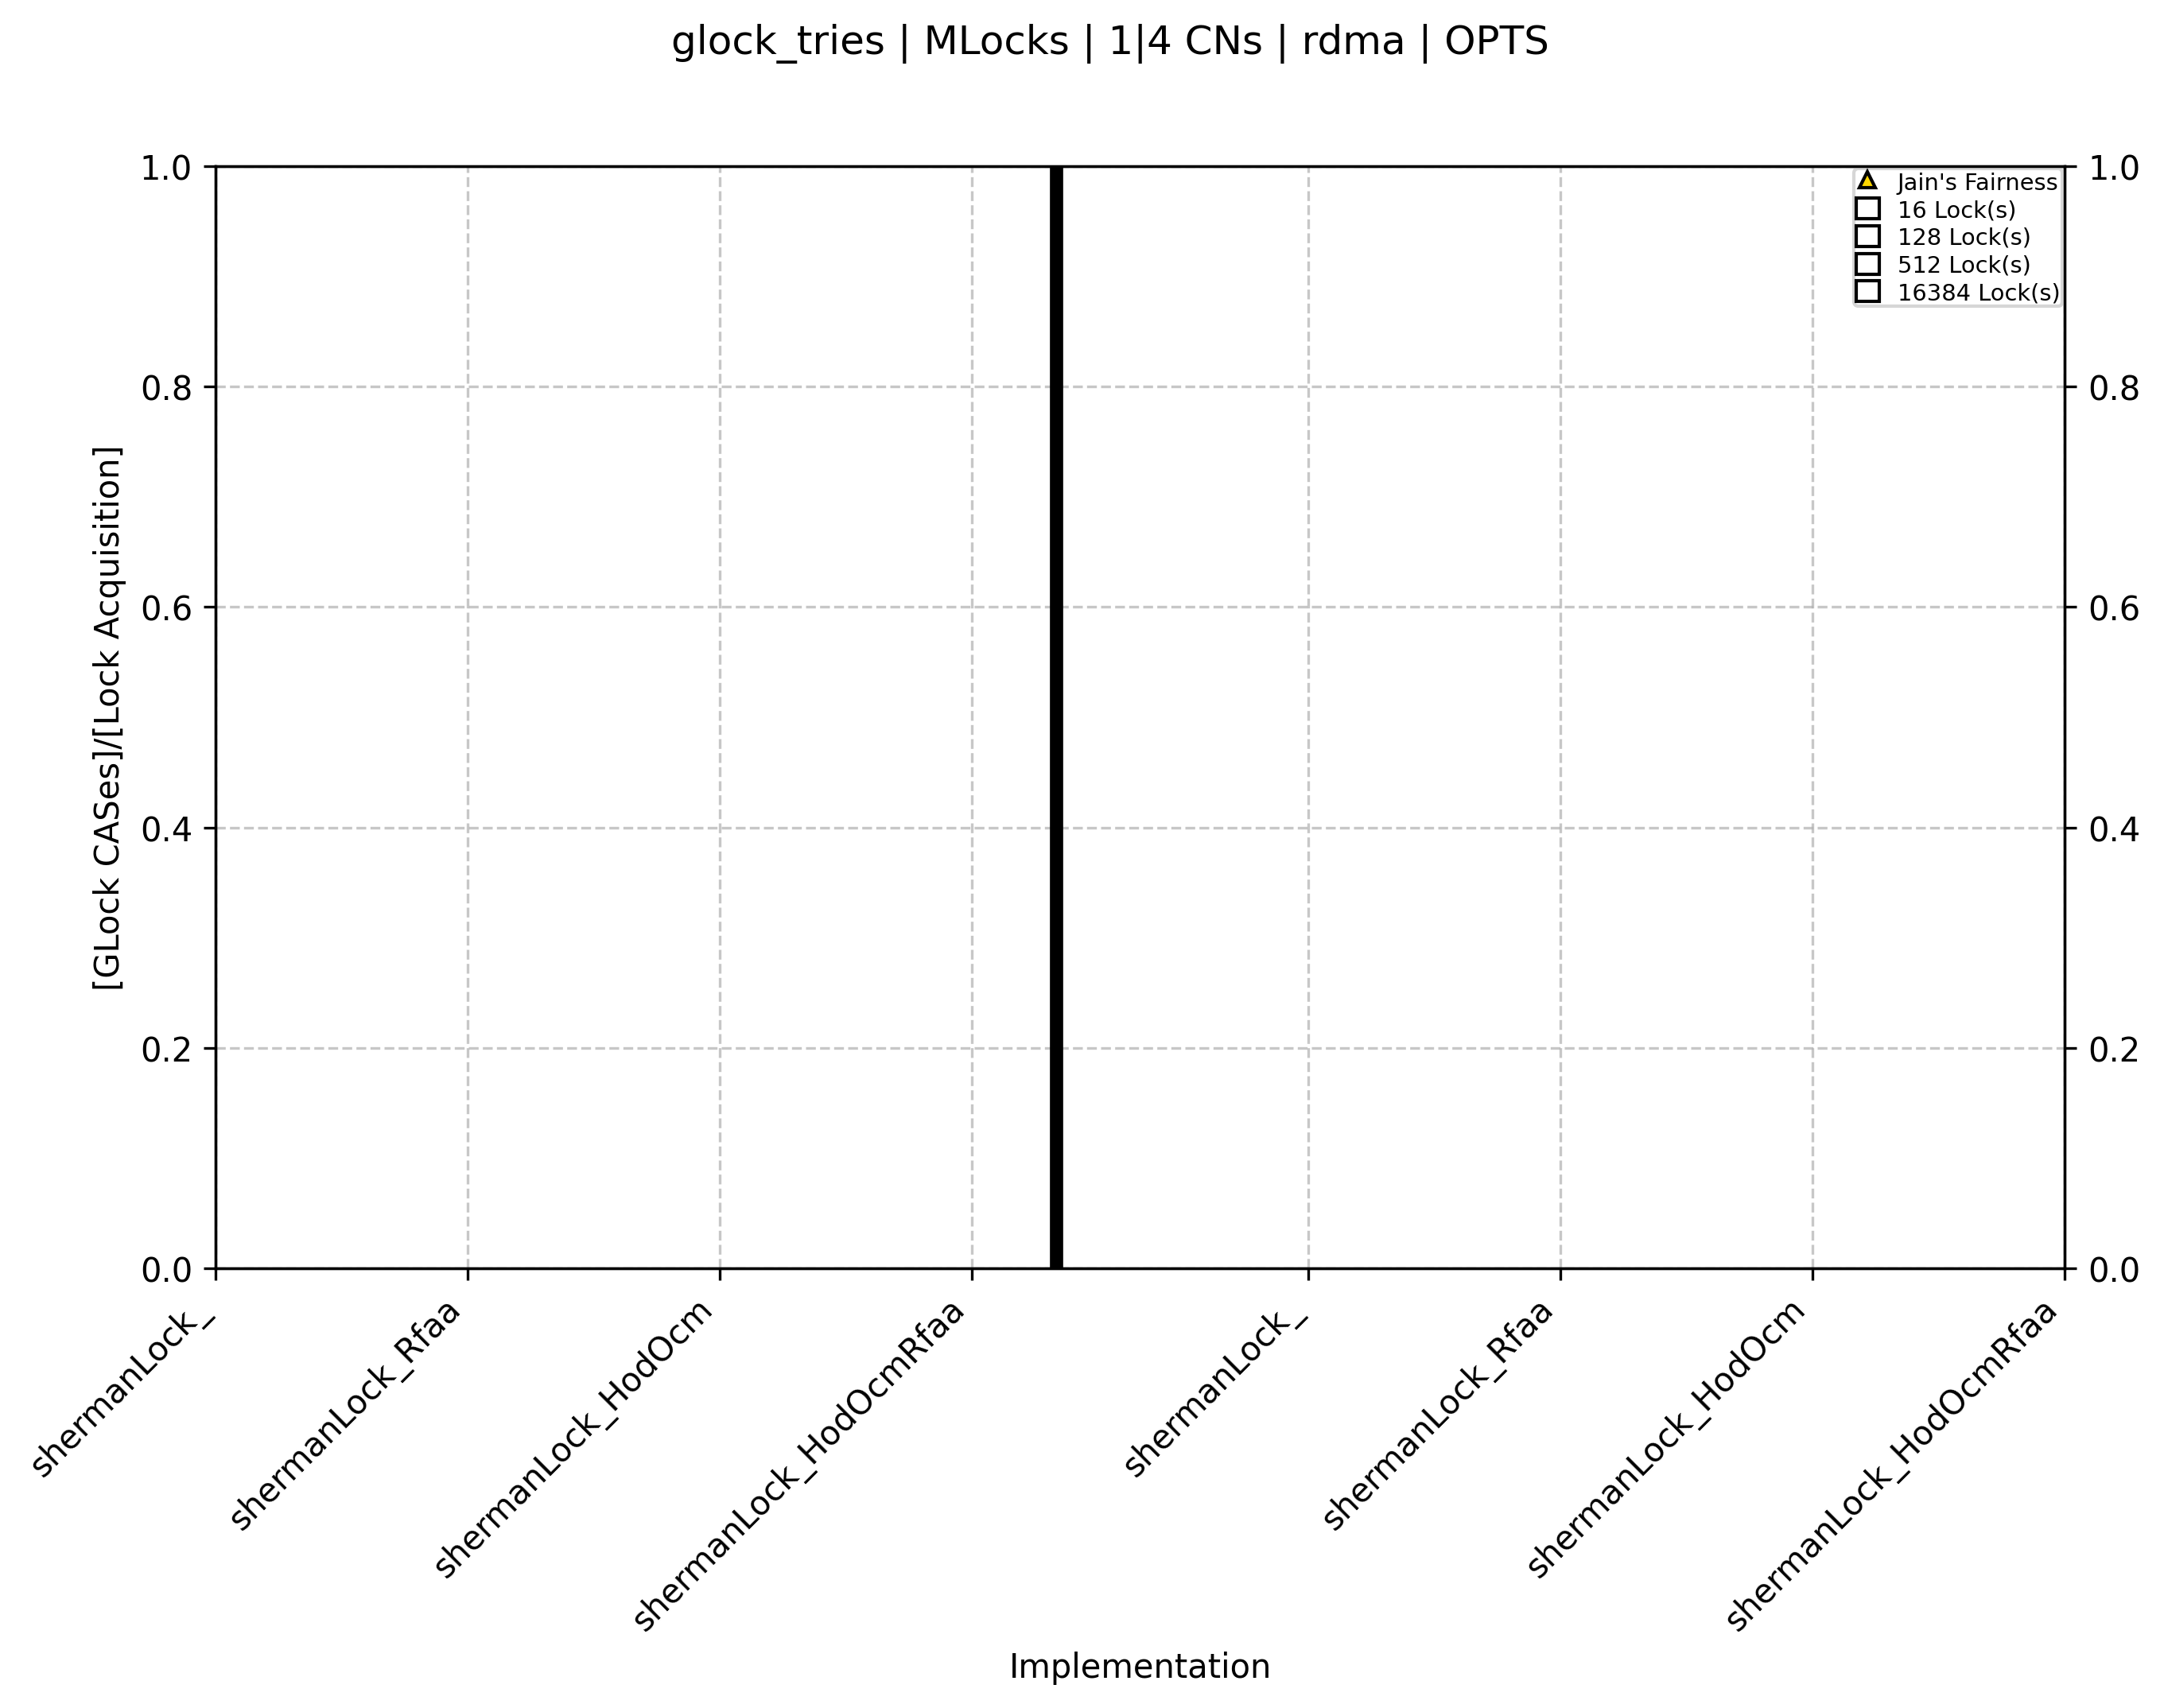 glock_tries | MLocks | 1|4 CNs | rdma | OPTS
1.0
0.8
0.6
0.4
0.2
0.0
[GLock CASes]/[Lock Acquisition]
1.0
0.8
0.6
0.4
0.2
0.0
Jain's Fairness
16 Lock(s)
128 Lock(s)
512 Lock(s)
16384 Lock(s)
shermanLock_
shermanLock_Rfaa
shermanLock_HodOcm
shermanLock_HodOcmRfaa
shermanLock_
shermanLock_Rfaa
shermanLock_HodOcm
shermanLock_HodOcmRfaa
Implementation